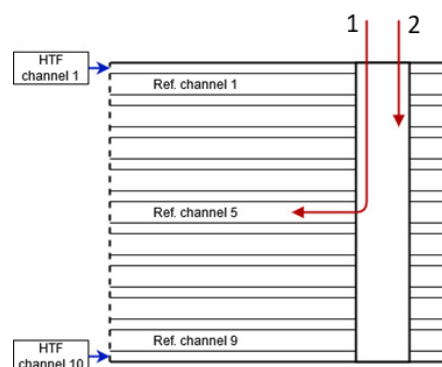 1
2
HTF
channel 1
Ref. channel 1
Ref. channel 5
Ref. channel 9
HTF
channel 10